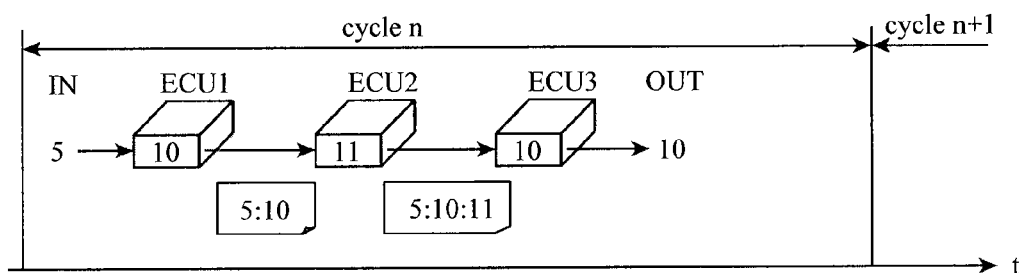 cycle n
cycle n+1
IN ECU1 ECU2 ECU3 OUT
5 10 11 10 10
5:10 5:10:11
t